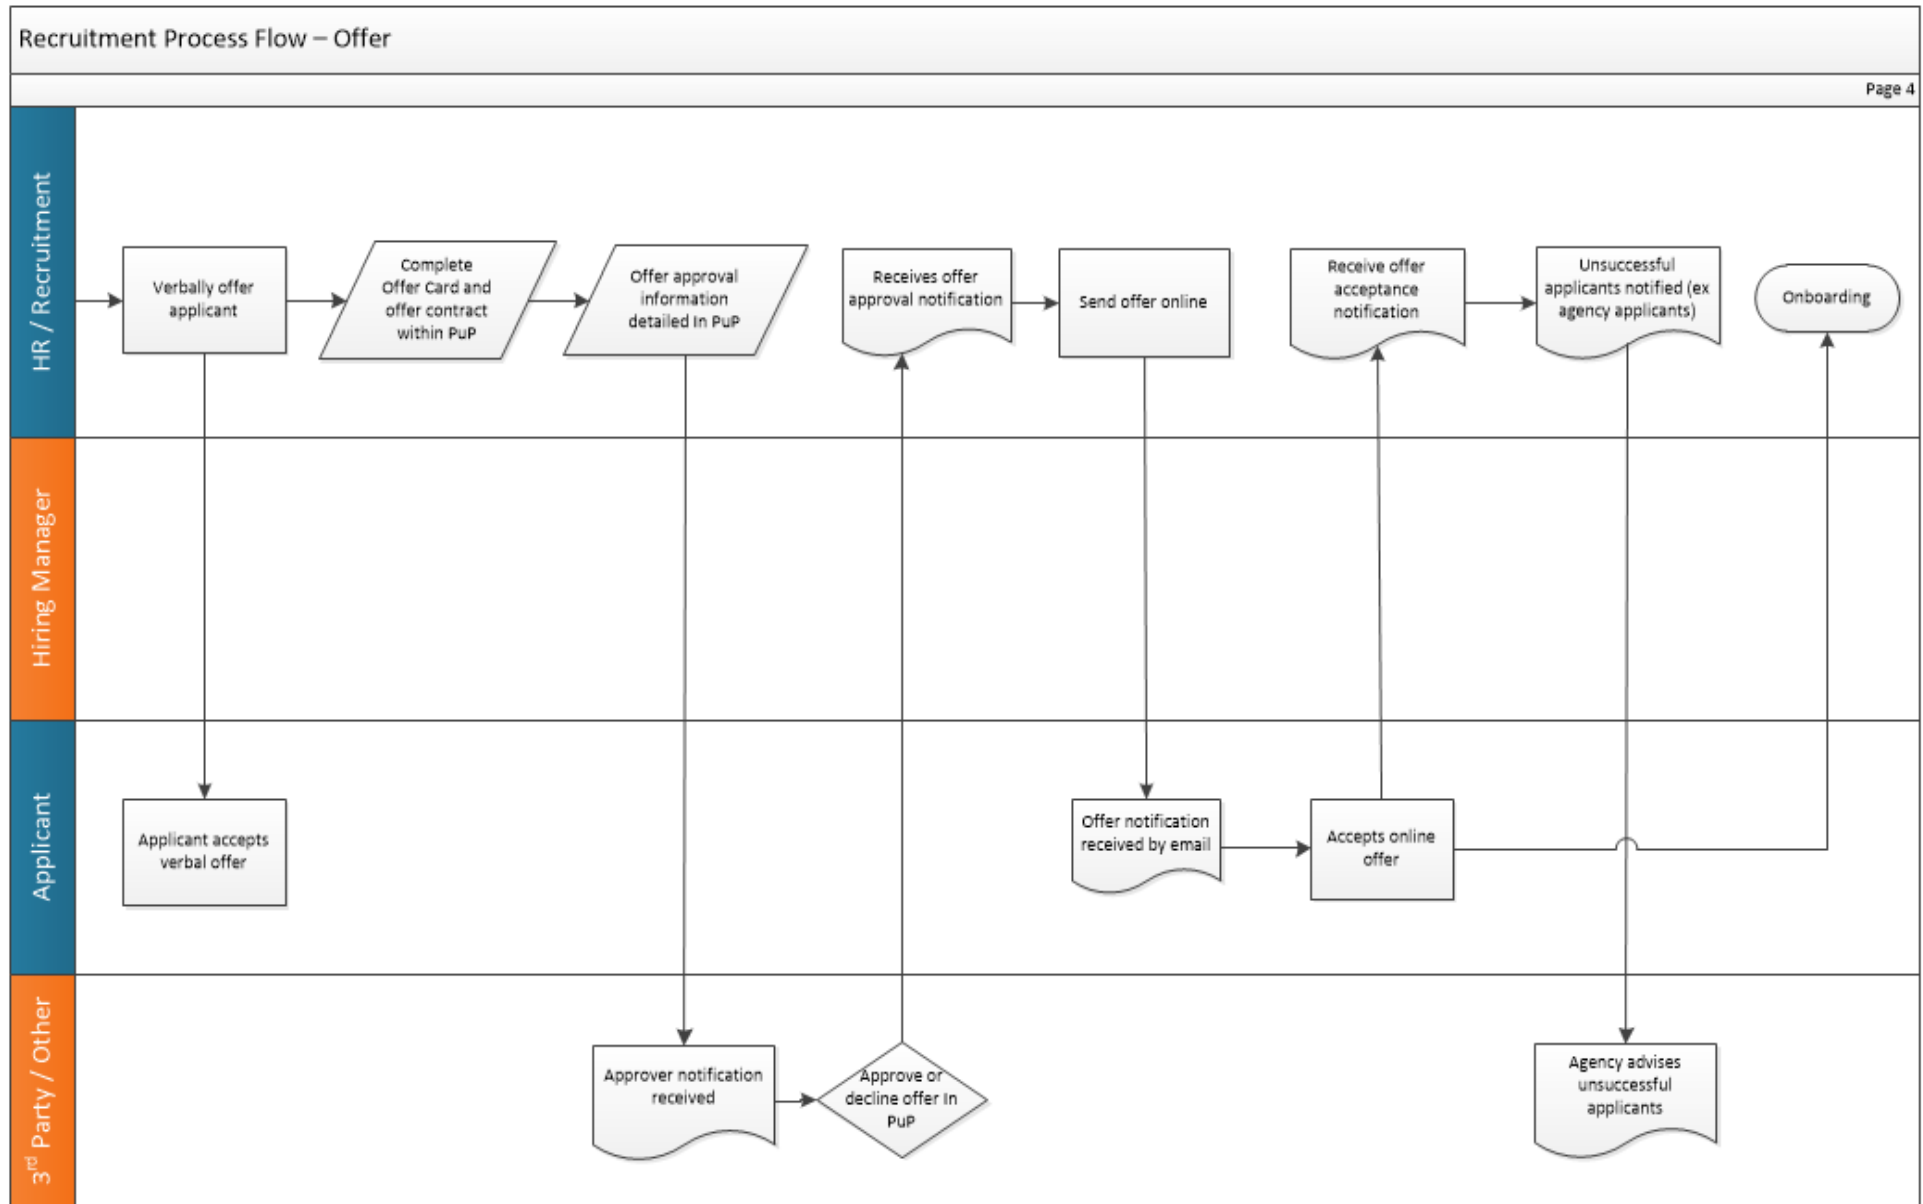 Recruitment Process Flow – Offer
Page 4
HR / Recruitment
Verbally offer
applicant
Complete
Offer Card and
offer contract
within PuP
Offer approval
information
detailed In PuP
Receives offer
approval notification
Send offer online
Receive offer
acceptance
notification
Unsuccessful
applicants notified (ex
agency applicants)
Onboarding
Hiring Manager
Applicant
Applicant accepts
verbal offer
Offer notification
received by email
Accepts online
offer
3rd Party / Other
Approver notification
received
Approve or
decline offer In
PuP
Agency advises
unsuccessful
applicants